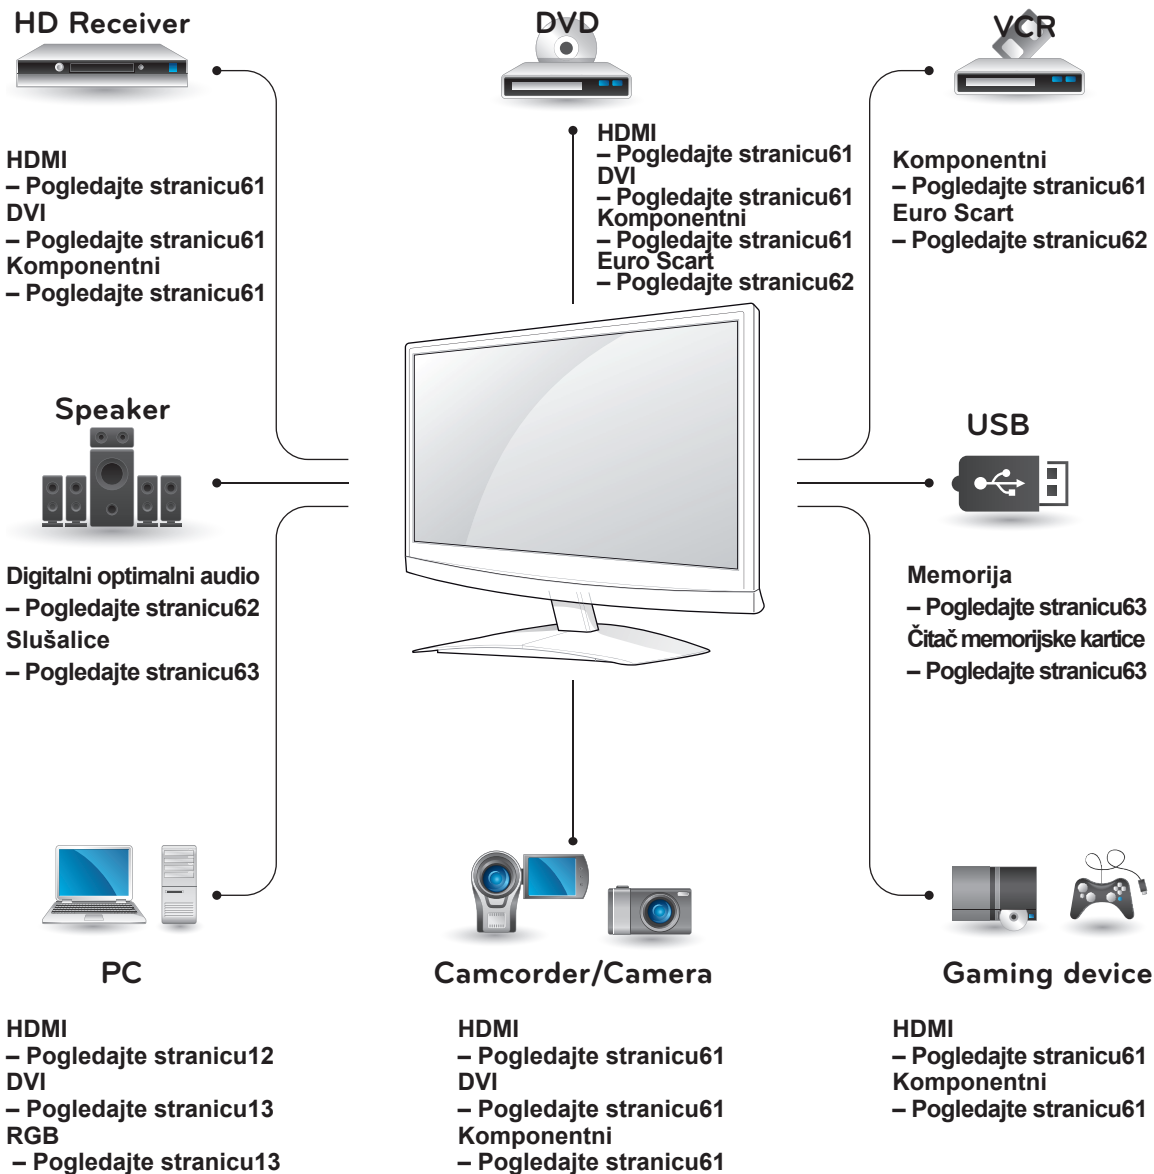 HD Receiver
HDMI
– Pogledajte stranicu61
DVI
– Pogledajte stranicu61
Komponentni
– Pogledajte stranicu61
DVD
HDMI
– Pogledajte stranicu61
DVI
– Pogledajte stranicu61
Komponentni
– Pogledajte stranicu61
Euro Scart
– Pogledajte stranicu62
VCR
Komponentni
– Pogledajte stranicu61
Euro Scart
– Pogledajte stranicu62
Speaker
Digitalni optimalni audio
– Pogledajte stranicu62
Slušalice
– Pogledajte stranicu63
USB
Memorija
– Pogledajte stranicu63
Čitač memorijske kartice
– Pogledajte stranicu63
PC
HDMI
– Pogledajte stranicu12
DVI
– Pogledajte stranicu13
RGB
– Pogledajte stranicu13
Camcorder/Camera
HDMI
– Pogledajte stranicu61
DVI
– Pogledajte stranicu61
Komponentni
– Pogledajte stranicu61
Gaming device
HDMI
– Pogledajte stranicu61
Komponentni
– Pogledajte stranicu61